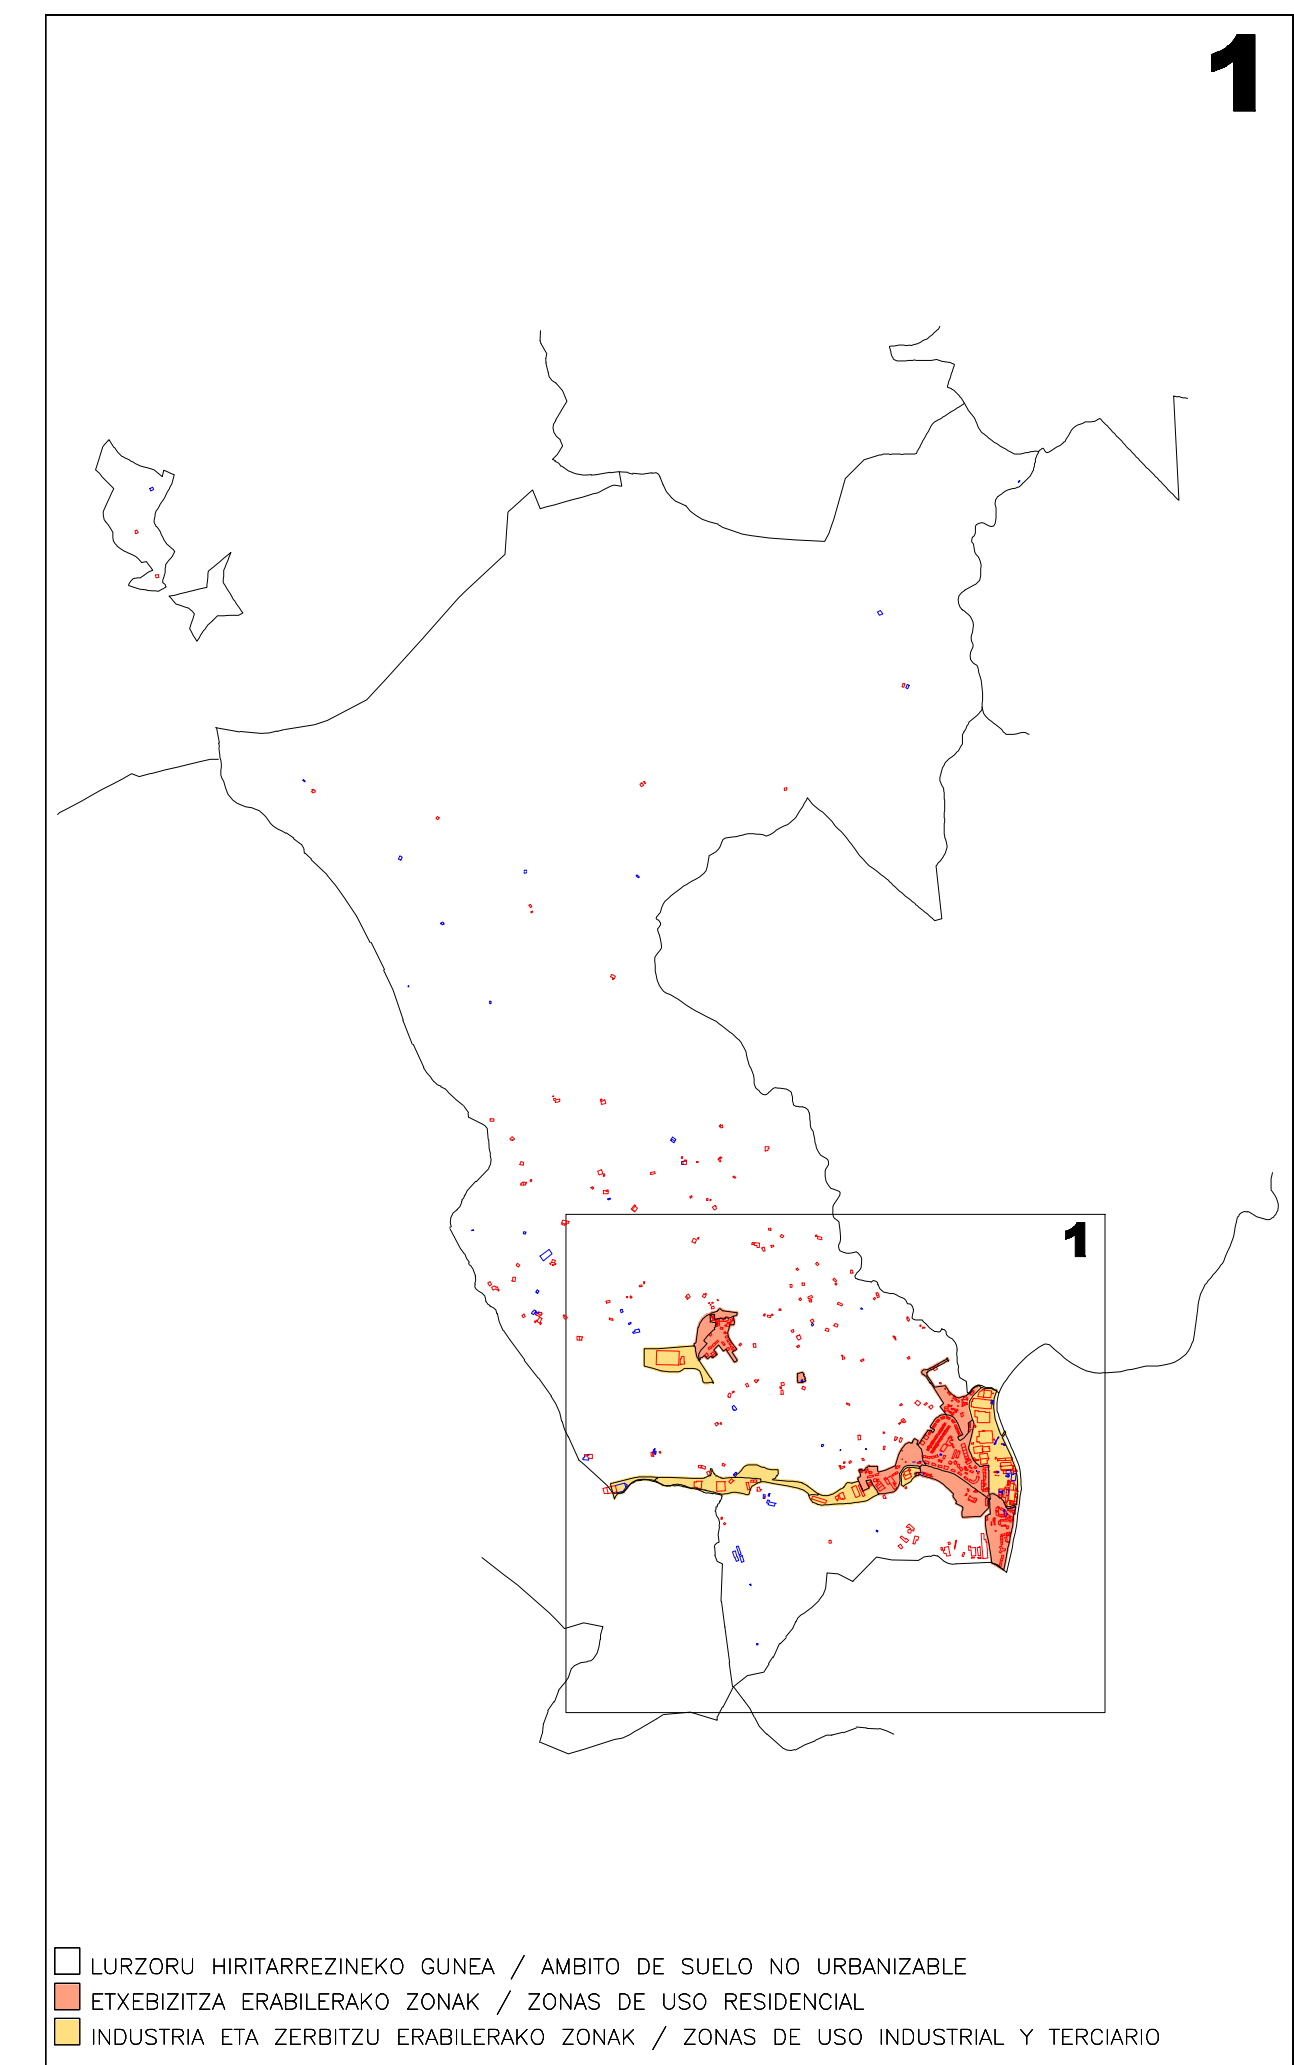 1
1
LURZORU HIRITARREZINEKO GUNEA / AMBITO DE SUELO NO URBANIZABLE
ETXEBIZITZA ERABILERAKO ZONAK / ZONAS DE USO RESIDENCIAL
INDUSTRIA ETA ZERBITZU ERABILERAKO ZONAK / ZONAS DE USO INDUSTRIAL Y TERCIARIO